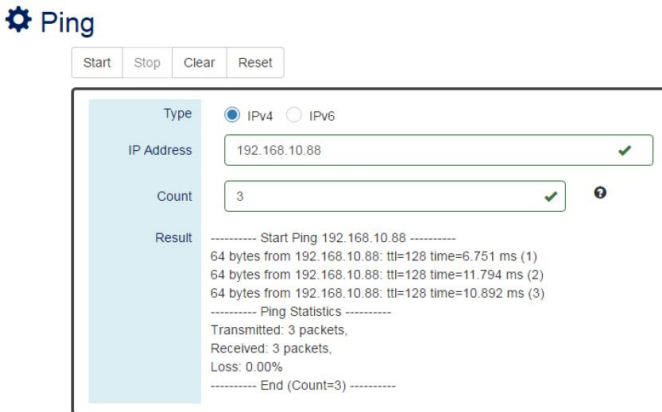 Ping
Start Stop Clear Reset
Type IPv4 IPv6
IP Address 192.168.10.88
Count 3
Result ---------- Start Ping 192.168.10.88 ----------
64 bytes from 192.168.10.88: ttl=128 time=6.751 ms (1)
64 bytes from 192.168.10.88: ttl=128 time=11.794 ms (2)
64 bytes from 192.168.10.88: ttl=128 time=10.892 ms (3)
---------- Ping Statistics ----------
Transmitted: 3 packets,
Received: 3 packets,
Loss: 0.00%
---------- End (Count=3) ----------